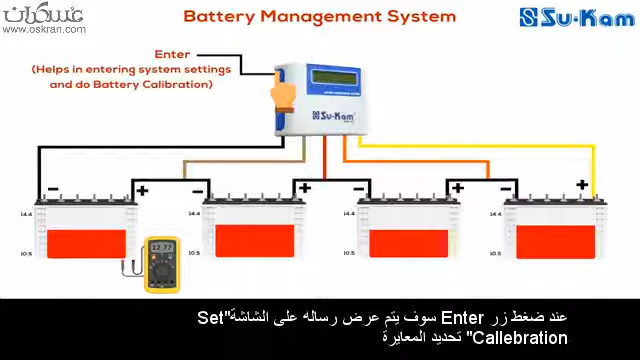 عسكران
www.oskran.com
Battery Management System
Su-Kam
Enter
(Helps in entering system settings
and do Battery Calibration)
Su-Kam
- + - + - + - +
14.4 14.4 14.4 14.4
10.5 10.5 10.5 10.5
12.77
عند ضغط زر Enter سوف يتم عرض رساله على الشاشة"Set
Callebration" تحديد المعايرة